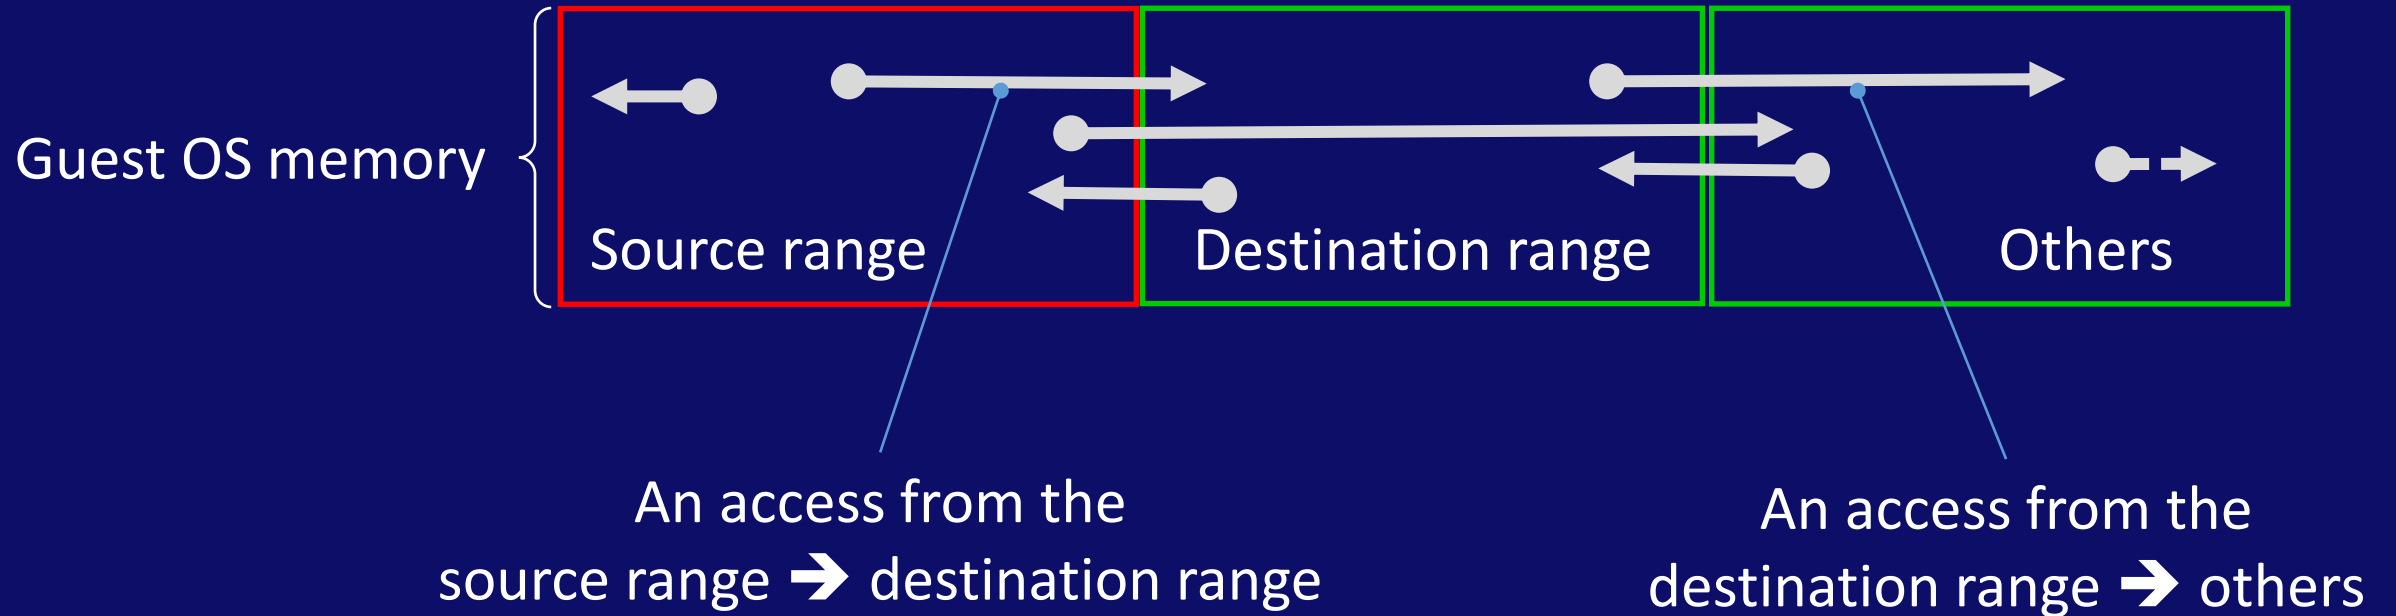 Guest OS memory
Source range
Destination range
Others
An access from the
source range 🡺 destination range
An access from the
destination range 🡺 others